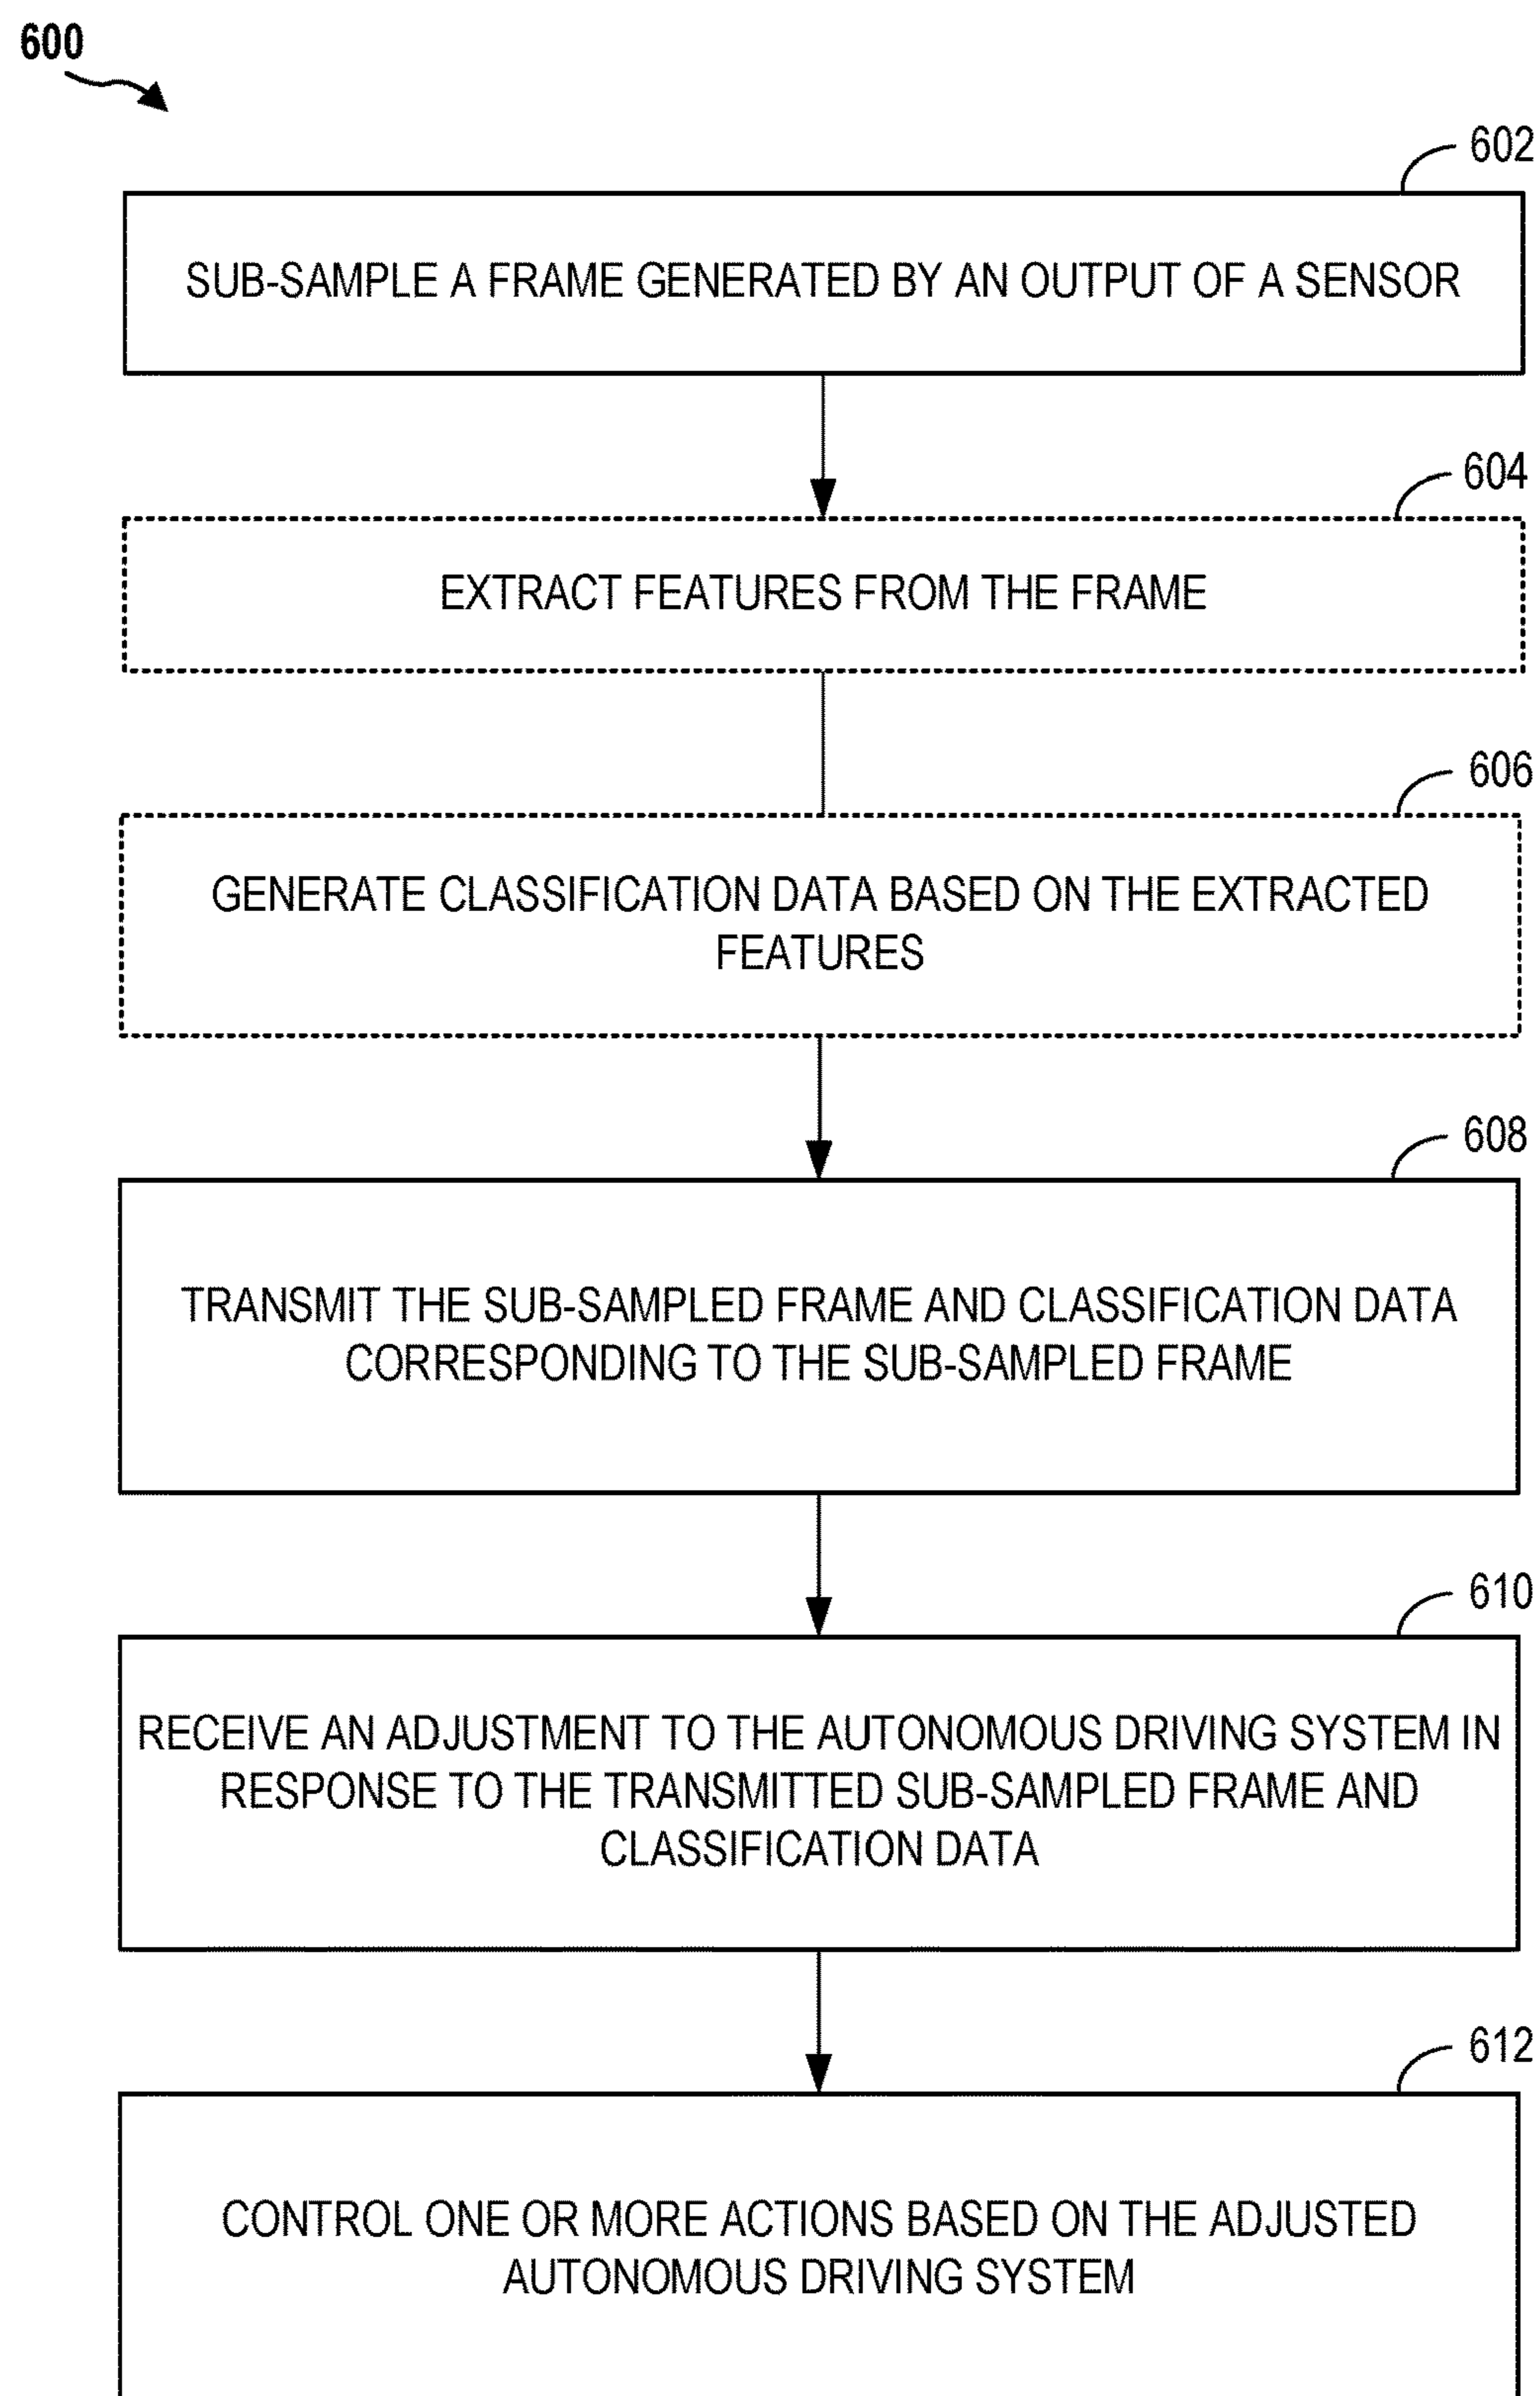 600
602
SUB-SAMPLE A FRAME GENERATED BY AN OUTPUT OF A SENSOR
604
EXTRACT FEATURES FROM THE FRAME
606
GENERATE CLASSIFICATION DATA BASED ON THE EXTRACTED
FEATURES
608
TRANSMIT THE SUB-SAMPLED FRAME AND CLASSIFICATION DATA
CORRESPONDING TO THE SUB-SAMPLED FRAME
610
RECEIVE AN ADJUSTMENT TO THE AUTONOMOUS DRIVING SYSTEM IN
RESPONSE TO THE TRANSMITTED SUB-SAMPLED FRAME AND
CLASSIFICATION DATA
612
CONTROL ONE OR MORE ACTIONS BASED ON THE ADJUSTED
AUTONOMOUS DRIVING SYSTEM